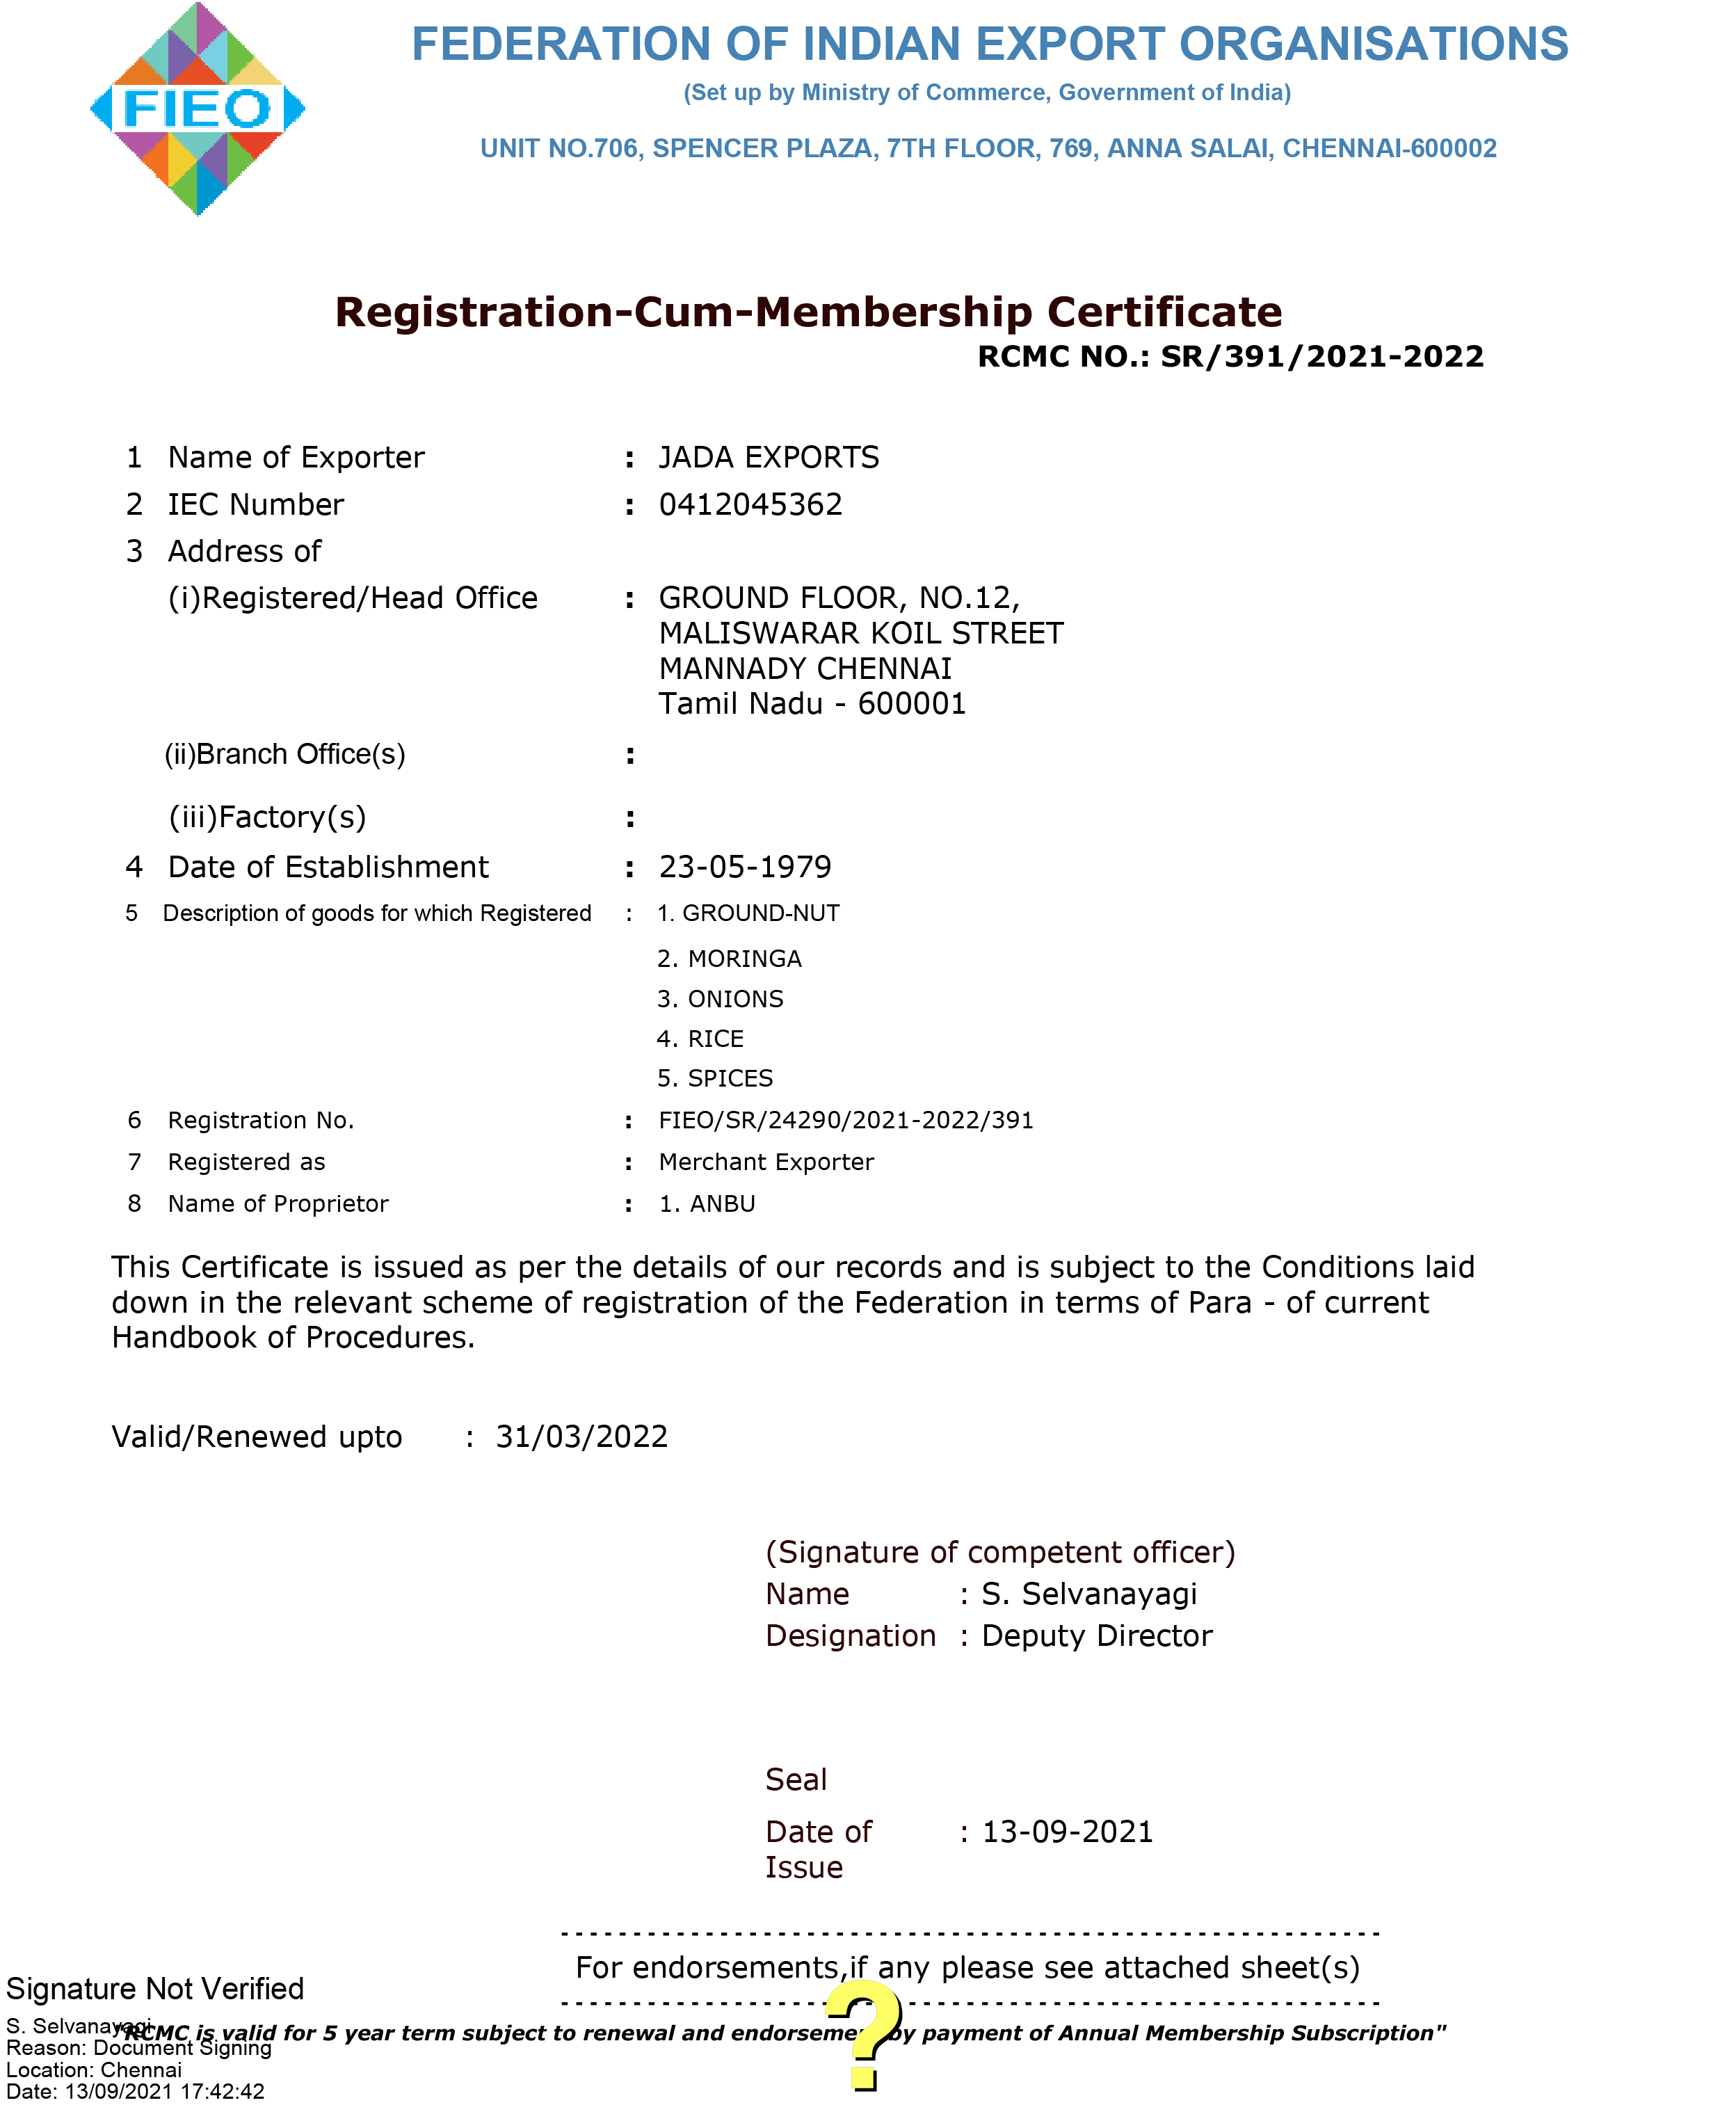 FIEO
FEDERATION OF INDIAN EXPORT ORGANISATIONS
(Set up by Ministry of Commerce, Government of India)
UNIT NO.706, SPENCER PLAZA, 7TH FLOOR, 769, ANNA SALAI, CHENNAI-600002
Registration-Cum-Membership Certificate
RCMC NO.: SR/391/2021-2022
1 Name of Exporter : JADA EXPORTS
2 IEC Number : 0412045362
3 Address of
(i)Registered/Head Office : GROUND FLOOR, NO.12,
MALISWARAR KOIL STREET
MANNADY CHENNAI
Tamil Nadu - 600001
(ii)Branch Office(s) :
(iii)Factory(s) :
4 Date of Establishment : 23-05-1979
5 Description of goods for which Registered : 1. GROUND-NUT
2. MORINGA
3. ONIONS
4. RICE
5. SPICES
6 Registration No. : FIEO/SR/24290/2021-2022/391
7 Registered as : Merchant Exporter
8 Name of Proprietor : 1. ANBU
This Certificate is issued as per the details of our records and is subject to the Conditions laid
down in the relevant scheme of registration of the Federation in terms of Para - of current
Handbook of Procedures.
Valid/Renewed upto : 31/03/2022
(Signature of competent officer)
Name : S. Selvanayagi
Designation : Deputy Director
Seal
Date of : 13-09-2021
Issue
For endorsements,if any please see attached sheet(s)
"RCMC is valid for 5 year term subject to renewal and endorsement by payment of Annual Membership Subscription"
?
Signature Not Verified
S. Selvanayagi
Reason: Document Signing
Location: Chennai
Date: 13/09/2021 17:42:42